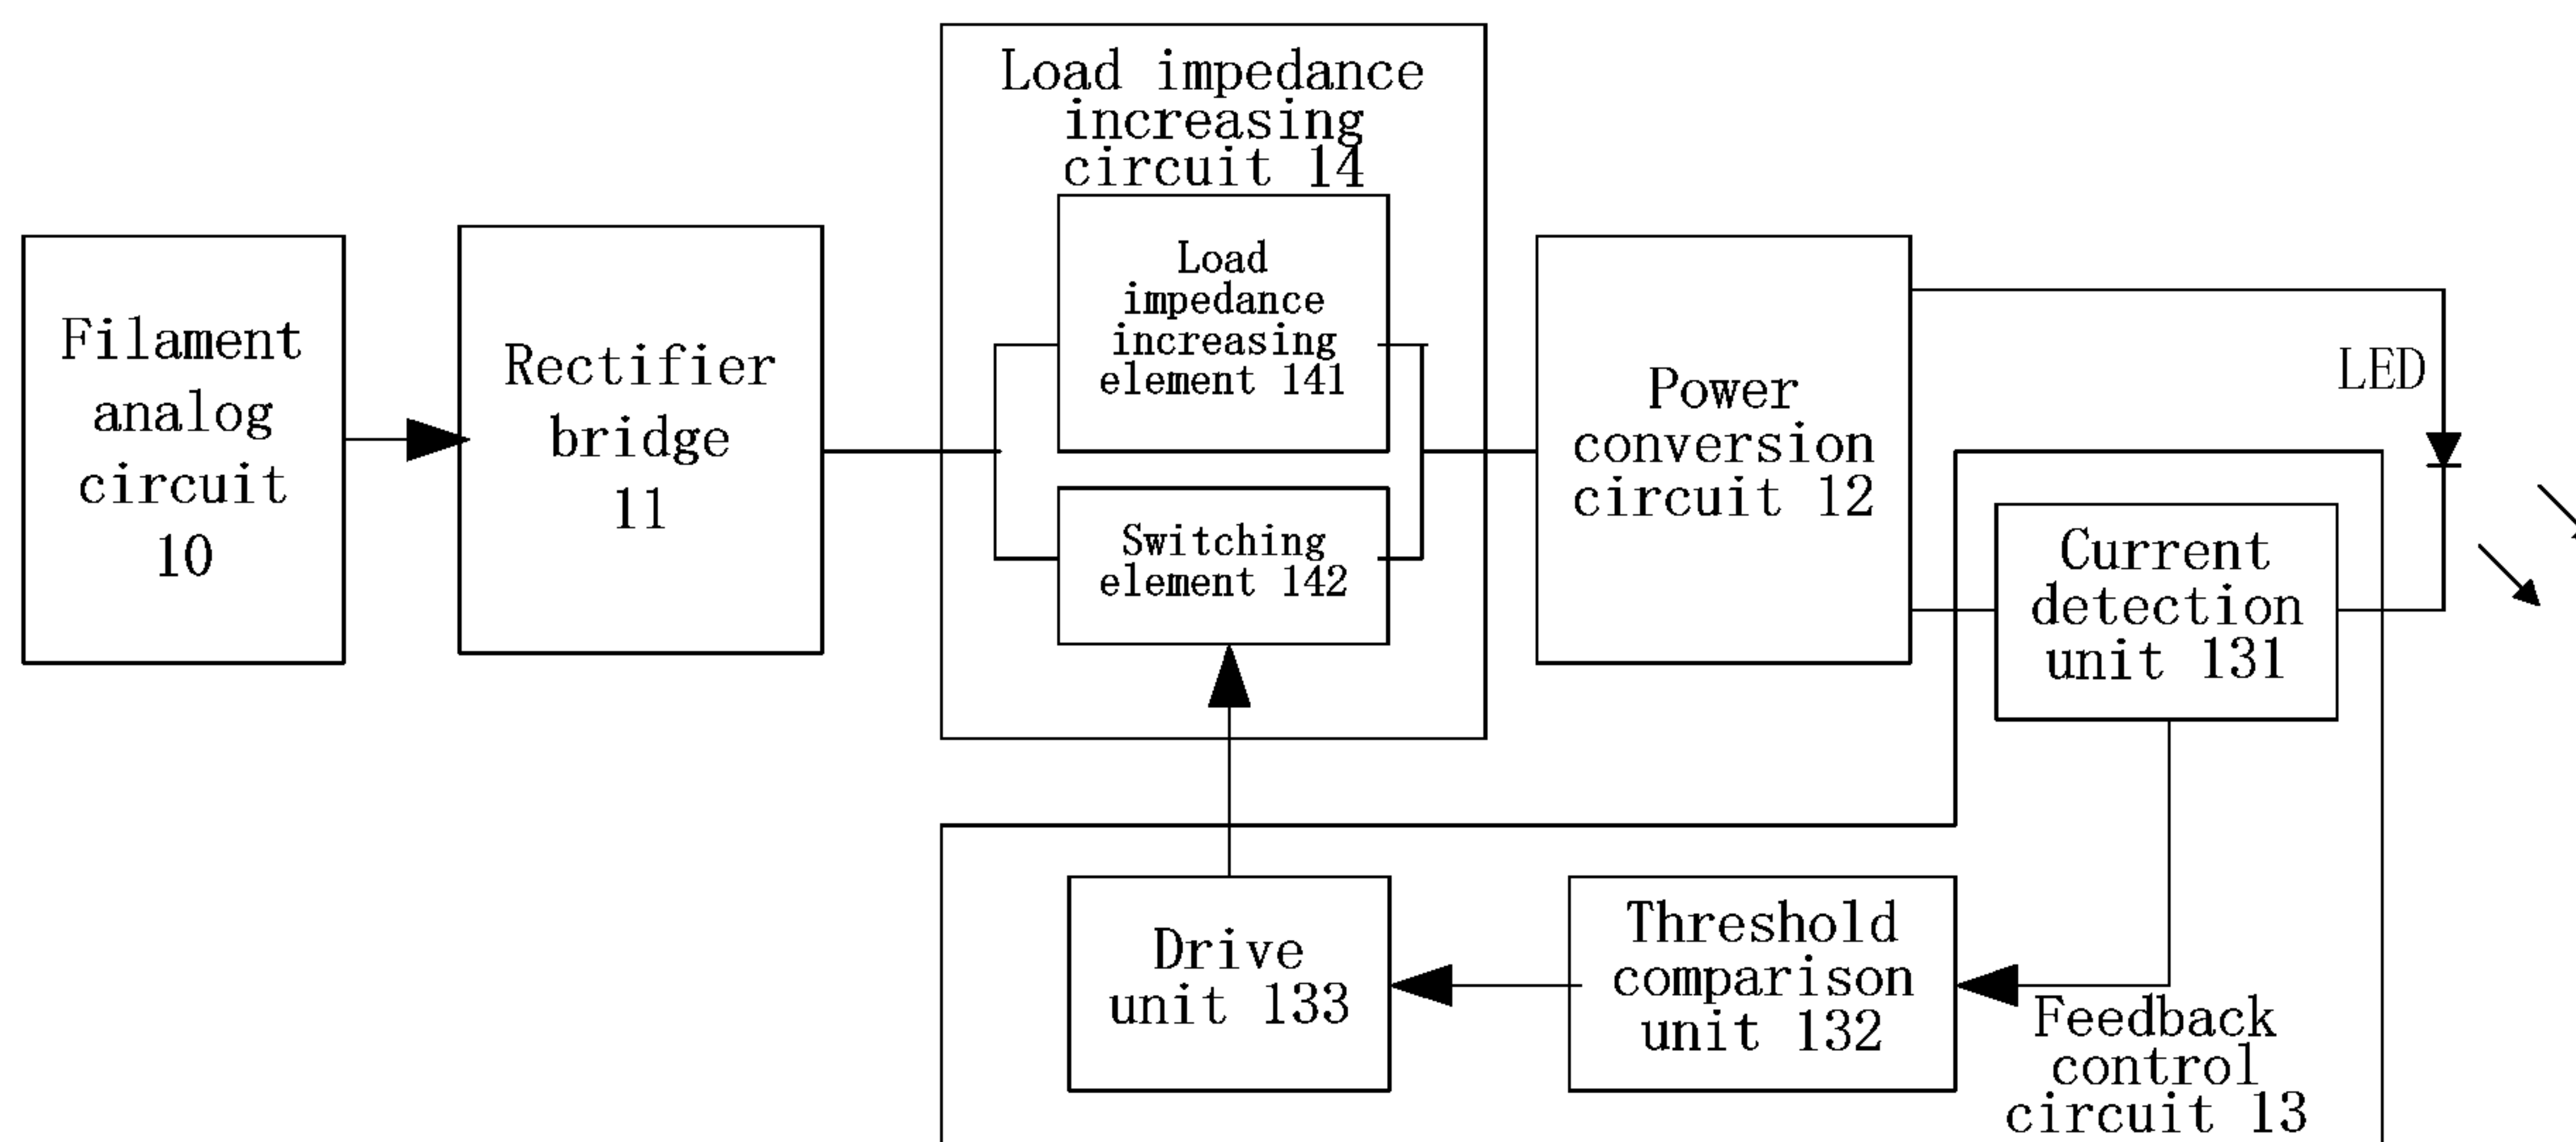 Filament
analog
circuit
10
Rectifier
bridge
11
Load impedance
increasing
circuit 14
Load
impedance
increasing
element 141
Switching
element 142
Power
conversion
circuit 12
LED
Current
detection
unit 131
Drive
unit 133
Threshold
comparison
unit 132
Feedback
control
circuit 13